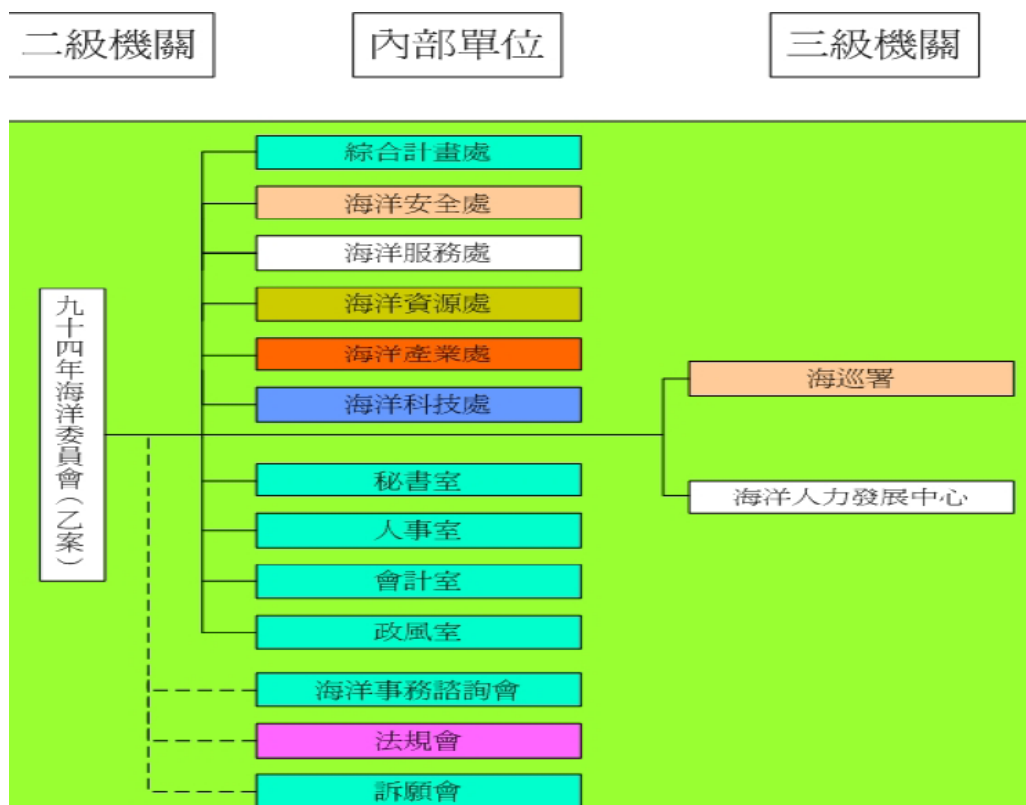 二級機關
內部單位
三級機關
綜合計畫處
海洋安全處
海洋服務處
海洋資源處
海洋產業處
海洋科技處
九十四年海洋委員會（乙案）
海巡署
秘書室
海洋人力發展中心
人事室
會計室
政風室
海洋事務諮詢會
法規會
訴願會